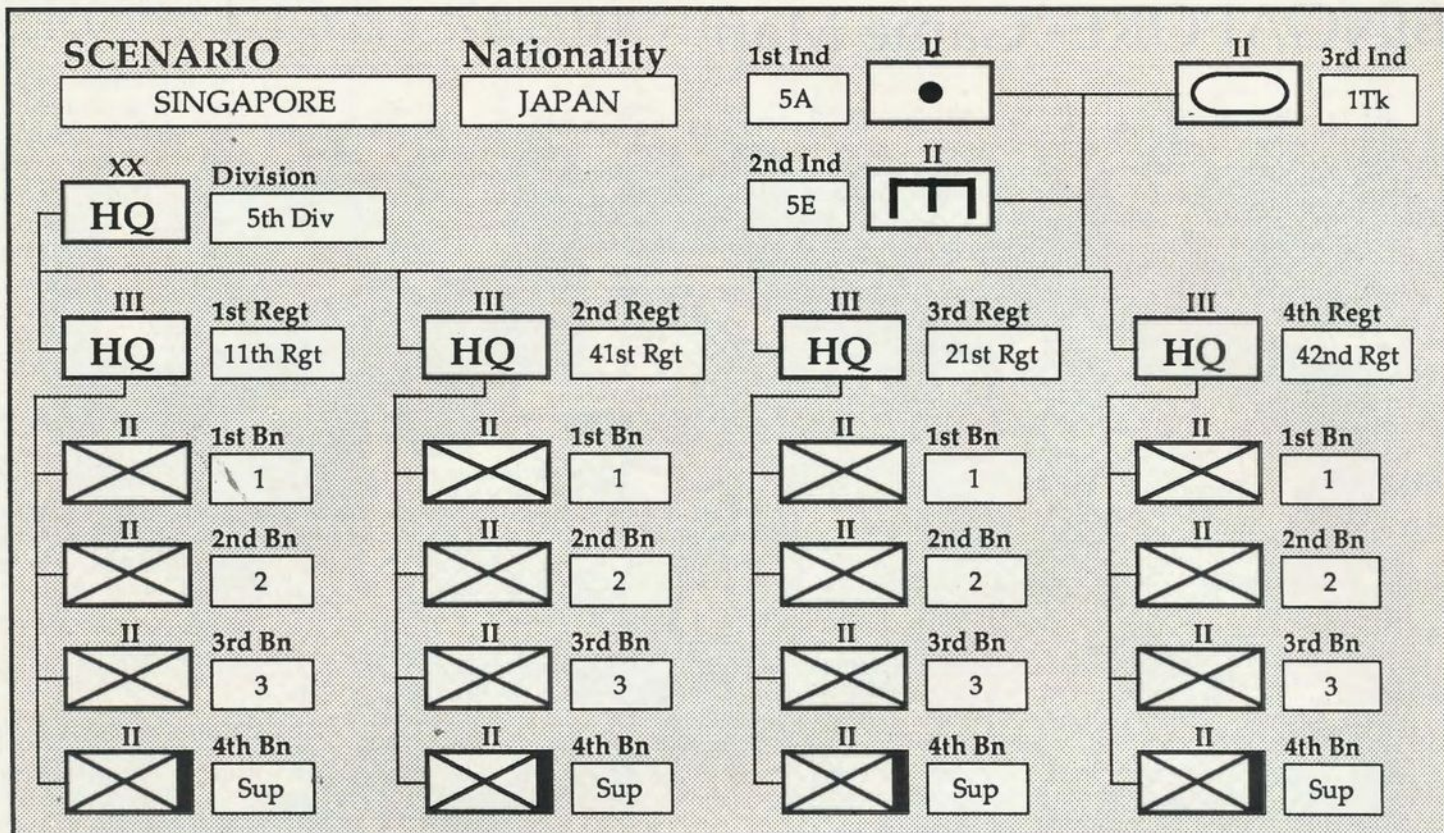 SCENARIO
SINGAPORE
Nationality
JAPAN
1st Ind
5A
II
II
3rd Ind
1Tk
2nd Ind
5E
II
XX
HQ
Division
5th Div
III
HQ
1st Regt
11th Rgt
III
HQ
2nd Regt
41st Rgt
III
HQ
3rd Regt
21st Rgt
III
HQ
4th Regt
42nd Rgt
II
1st Bn
1
II
1st Bn
1
II
1st Bn
1
II
1st Bn
1
II
2nd Bn
2
II
2nd Bn
2
II
2nd Bn
2
II
2nd Bn
2
II
3rd Bn
3
II
3rd Bn
3
II
3rd Bn
3
II
3rd Bn
3
II
4th Bn
Sup
II
4th Bn
Sup
II
4th Bn
Sup
II
4th Bn
Sup